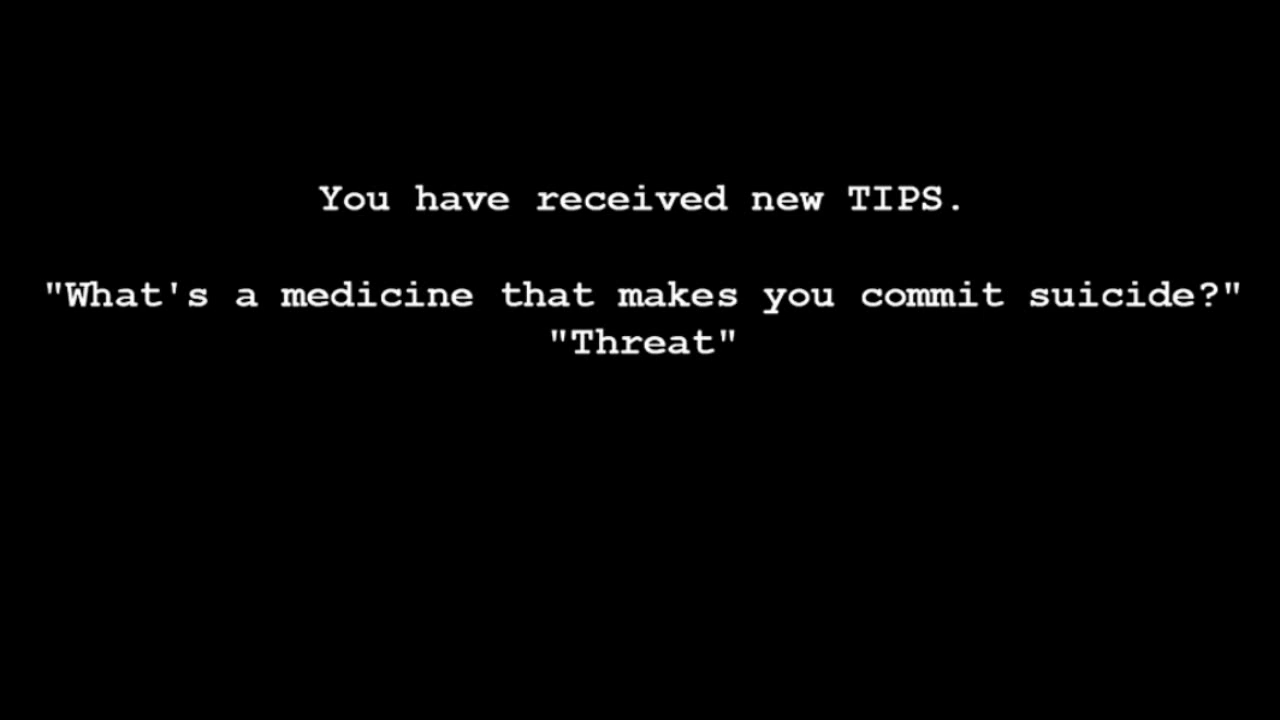 You have received new TIPS.
"What's a medicine that makes you commit suicide?"
"Threat"